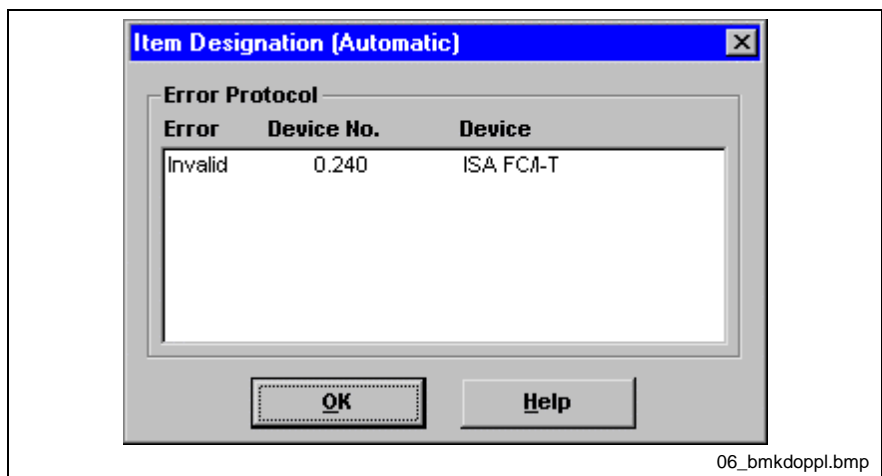 Item Designation (Automatic)
Error Protocol
Error Device No. Device
Invalid 0.240 ISA FC/I-T
OK Help
06_bmkdoppl.bmp